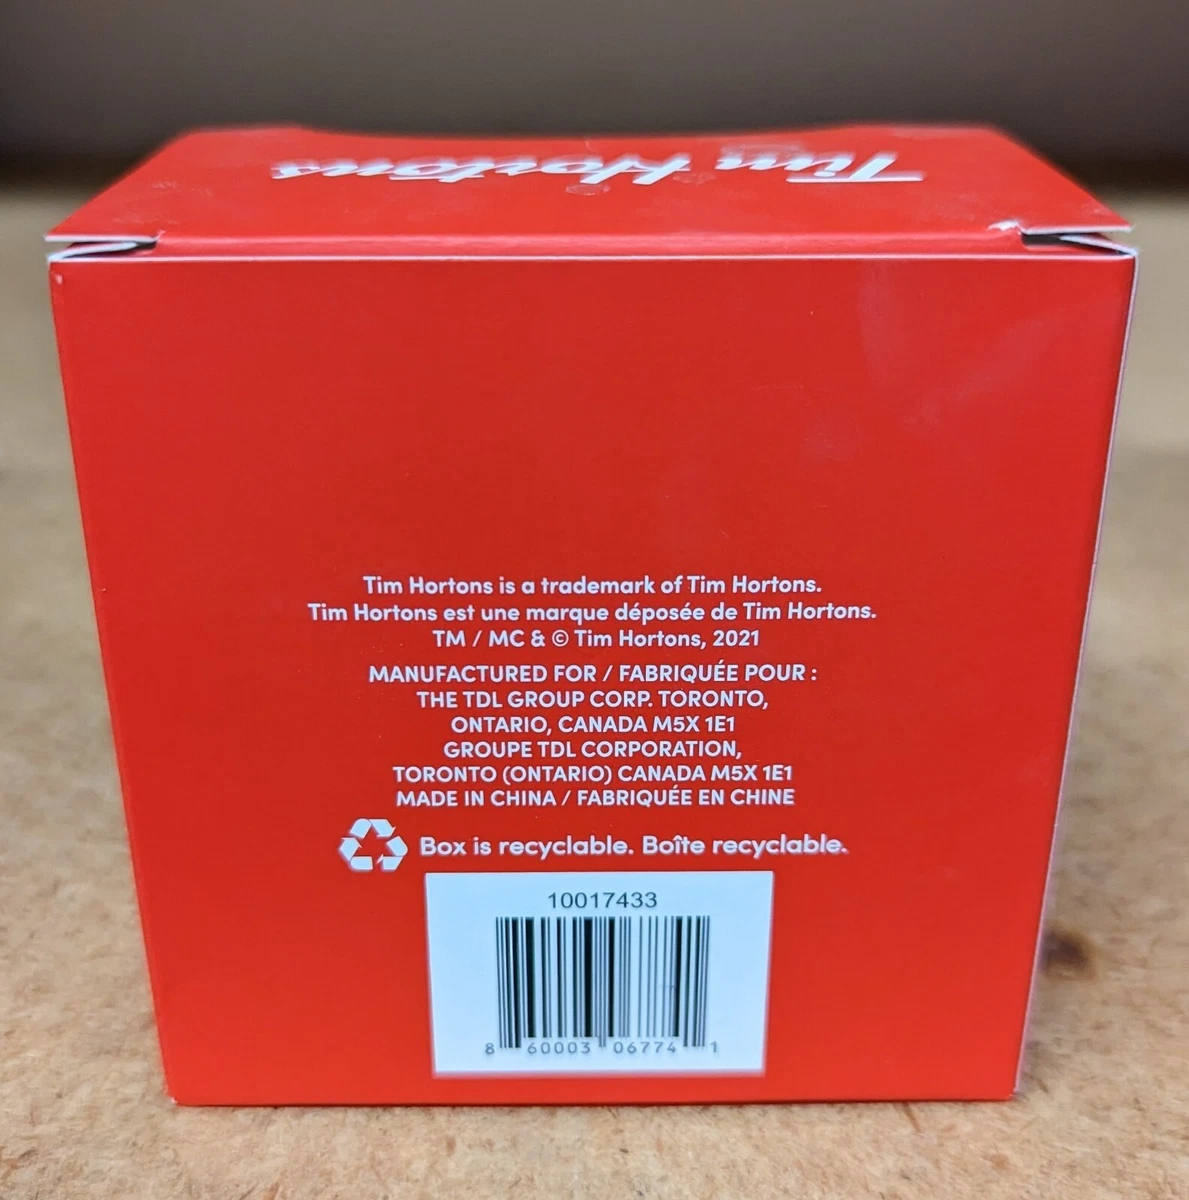 Tim Hortons
Tim Hortons is a trademark of Tim Hortons.
Tim Hortons est une marque déposée de Tim Hortons.
TM / MC & © Tim Hortons, 2021
MANUFACTURED FOR / FABRIQUÉE POUR :
THE TDL GROUP CORP. TORONTO,
ONTARIO, CANADA M5X 1E1
GROUPE TDL CORPORATION,
TORONTO (ONTARIO) CANADA M5X 1E1
MADE IN CHINA / FABRIQUÉE EN CHINE
Box is recyclable. Boîte recyclable.
10017433
8 60003 06774 1